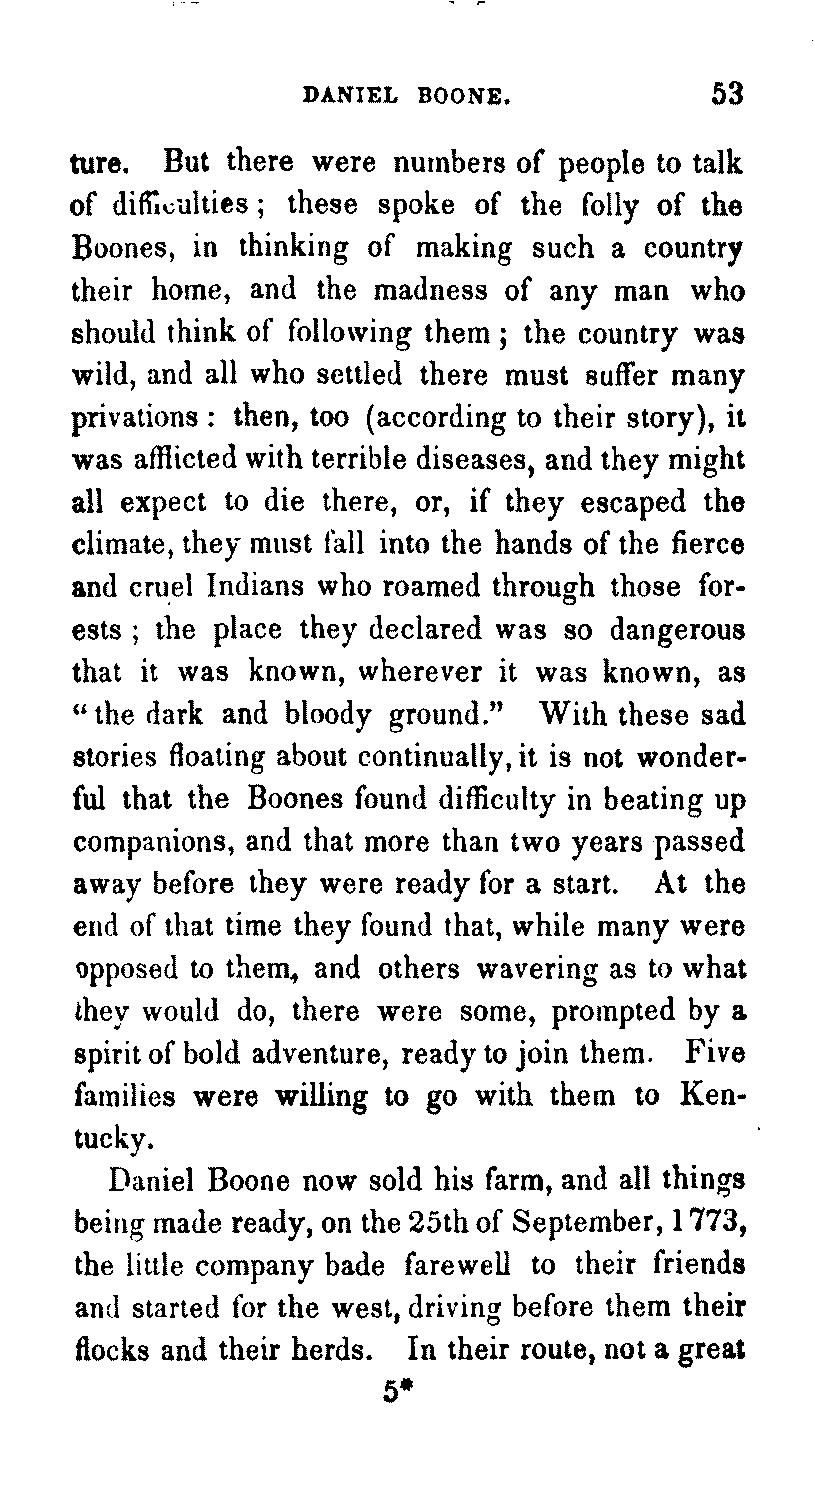 DANIEL BOONE. 53
ture. But there were numbers of people to talk
of difficulties; these spoke of the folly of the
Boones, in thinking of making such a country
their home, and the madness of any man who
should think of following them; the country was
wild, and all who settled there must suffer many
privations: then, too (according to their story), it
was afflicted with terrible diseases, and they might
all expect to die there, or, if they escaped the
climate, they must fall into the hands of the fierce
and cruel Indians who roamed through those for-
ests; the place they declared was so dangerous
that it was known, wherever it was known, as
"the dark and bloody ground." With these sad
stories floating about continually, it is not wonder-
ful that the Boones found difficulty in beating up
companions, and that more than two years passed
away before they were ready for a start. At the
end of that time they found that, while many were
opposed to them, and others wavering as to what
they would do, there were some, prompted by a
spirit of bold adventure, ready to join them. Five
families were willing to go with them to Ken-
tucky.
Daniel Boone now sold his farm, and all things
being made ready, on the 25th of September, 1773,
the little company bade farewell to their friends
and started for the west, driving before them their
flocks and their herds. In their route, not a great
5*